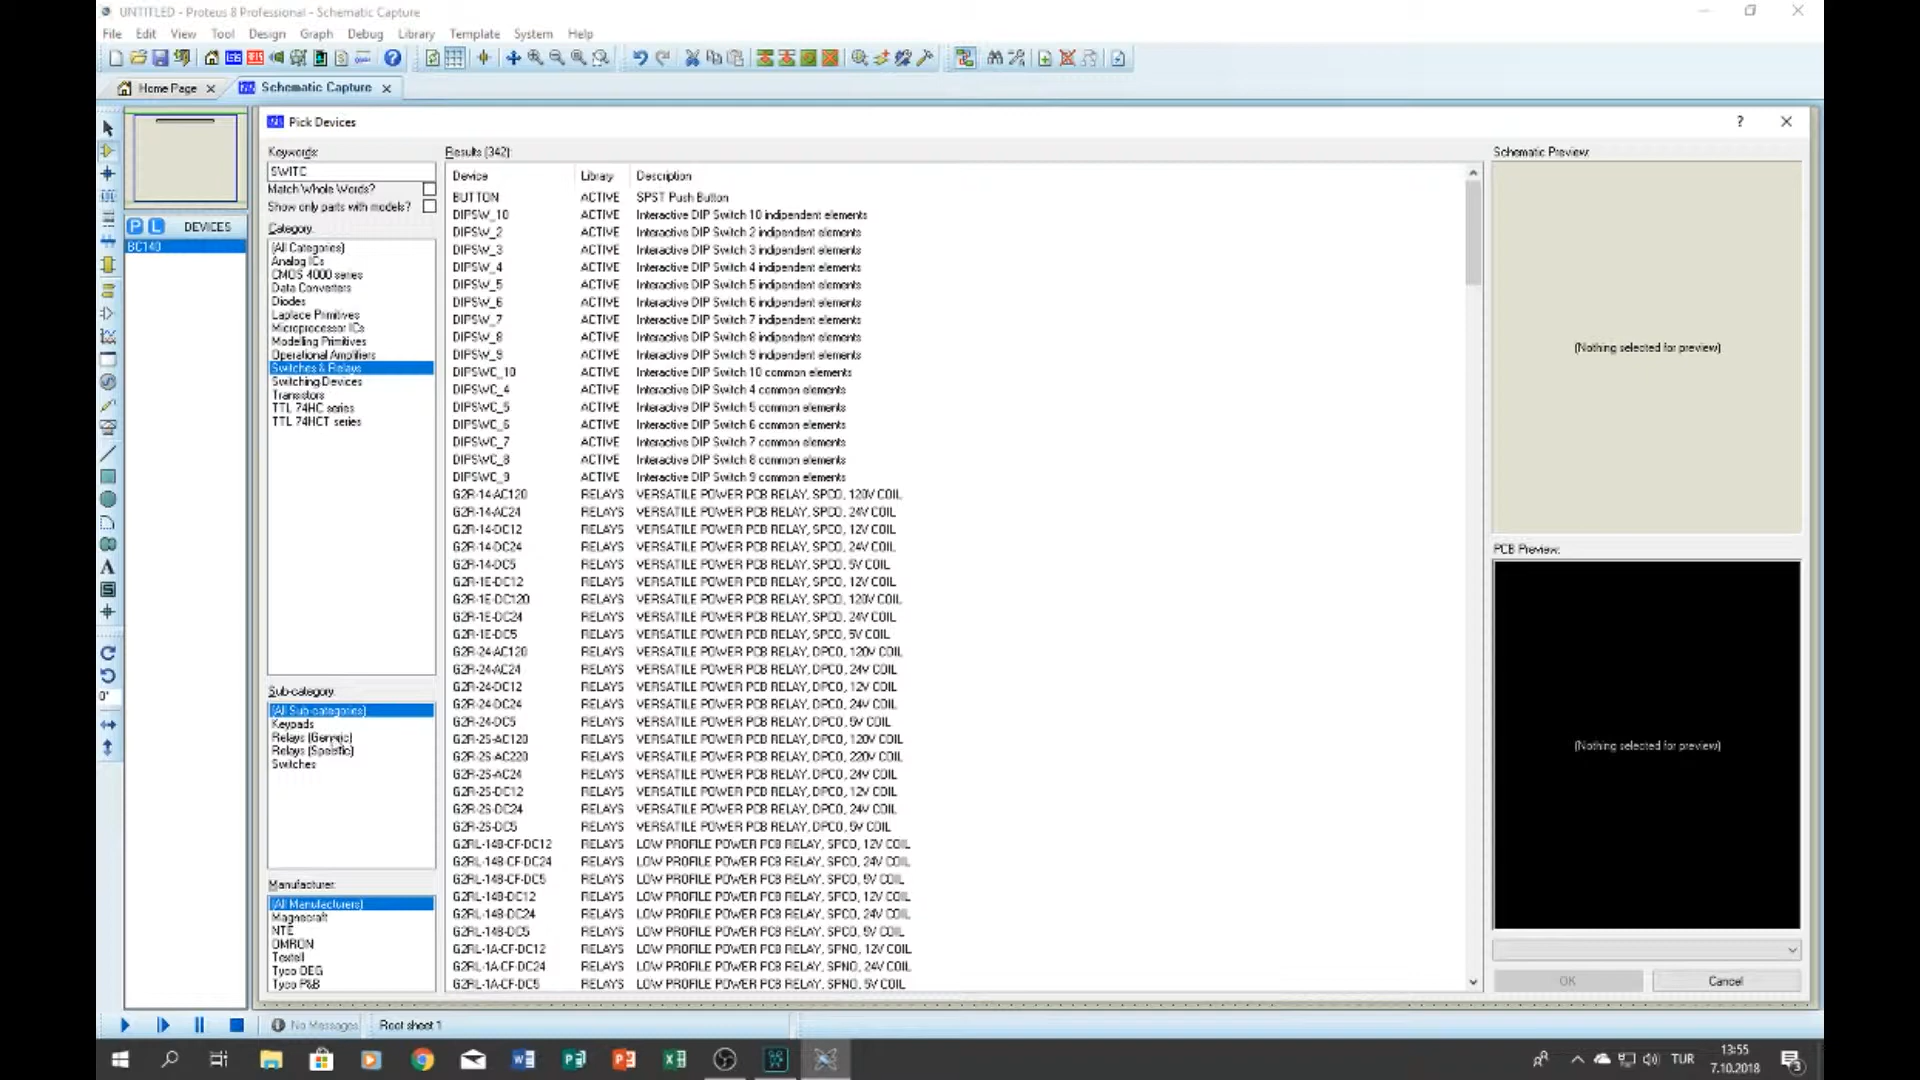 UNTITLED - Proteus 8 Professional - Schematic Capture
File Edit View Tool Design Graph Debug Library Template System Help
Home Page Schematic Capture
Pick Devices
P L DEVICES
BC140
0°
Keywords:
SWITC
Match Whole Words?
Show only parts with models?
Category:
(All Categories)
Analog ICs
CMOS 4000 series
Data Converters
Diodes
Laplace Primitives
Microprocessor ICs
Modelling Primitives
Operational Amplifiers
Switches & Relays
Switching Devices
Transistors
TTL 74HC series
TTL 74HCT series
Sub-category:
(All Sub-categories)
Keypads
Relays (Generic)
Relays (Specific)
Switches
Manufacturer:
(All Manufacturers)
Magnecraft
NTE
OMRON
Textell
Tyco OEG
Tyco P&B
Results (342):
Device Library Description
BUTTON ACTIVE SPST Push Button
DIPSW_10 ACTIVE Interactive DIP Switch 10 indipendent elements
DIPSW_2 ACTIVE Interactive DIP Switch 2 indipendent elements
DIPSW_3 ACTIVE Interactive DIP Switch 3 indipendent elements
DIPSW_4 ACTIVE Interactive DIP Switch 4 indipendent elements
DIPSW_5 ACTIVE Interactive DIP Switch 5 indipendent elements
DIPSW_6 ACTIVE Interactive DIP Switch 6 indipendent elements
DIPSW_7 ACTIVE Interactive DIP Switch 7 indipendent elements
DIPSW_8 ACTIVE Interactive DIP Switch 8 indipendent elements
DIPSW_9 ACTIVE Interactive DIP Switch 9 indipendent elements
DIPSWC_10 ACTIVE Interactive DIP Switch 10 common elements
DIPSWC_4 ACTIVE Interactive DIP Switch 4 common elements
DIPSWC_5 ACTIVE Interactive DIP Switch 5 common elements
DIPSWC_6 ACTIVE Interactive DIP Switch 6 common elements
DIPSWC_7 ACTIVE Interactive DIP Switch 7 common elements
DIPSWC_8 ACTIVE Interactive DIP Switch 8 common elements
DIPSWC_9 ACTIVE Interactive DIP Switch 9 common elements
G2R-14-AC120 RELAYS VERSATILE POWER PCB RELAY, SPCO, 120V COIL
G2R-14-AC24 RELAYS VERSATILE POWER PCB RELAY, SPCO, 24V COIL
G2R-14-DC12 RELAYS VERSATILE POWER PCB RELAY, SPCO, 12V COIL
G2R-14-DC24 RELAYS VERSATILE POWER PCB RELAY, SPCO, 24V COIL
G2R-14-DC5 RELAYS VERSATILE POWER PCB RELAY, SPCO, 5V COIL
G2R-1E-DC12 RELAYS VERSATILE POWER PCB RELAY, SPCO, 12V COIL
G2R-1E-DC120 RELAYS VERSATILE POWER PCB RELAY, SPCO, 120V COIL
G2R-1E-DC24 RELAYS VERSATILE POWER PCB RELAY, SPCO, 24V COIL
G2R-1E-DC5 RELAYS VERSATILE POWER PCB RELAY, SPCO, 5V COIL
G2R-24-AC120 RELAYS VERSATILE POWER PCB RELAY, DPCO, 120V COIL
G2R-24-AC24 RELAYS VERSATILE POWER PCB RELAY, DPCO, 24V COIL
G2R-24-DC12 RELAYS VERSATILE POWER PCB RELAY, DPCO, 12V COIL
G2R-24-DC24 RELAYS VERSATILE POWER PCB RELAY, DPCO, 24V COIL
G2R-24-DC5 RELAYS VERSATILE POWER PCB RELAY, DPCO, 5V COIL
G2R-2S-AC120 RELAYS VERSATILE POWER PCB RELAY, DPCO, 120V COIL
G2R-2S-AC220 RELAYS VERSATILE POWER PCB RELAY, DPCO, 220V COIL
G2R-2S-AC24 RELAYS VERSATILE POWER PCB RELAY, DPCO, 24V COIL
G2R-2S-DC12 RELAYS VERSATILE POWER PCB RELAY, DPCO, 12V COIL
G2R-2S-DC24 RELAYS VERSATILE POWER PCB RELAY, DPCO, 24V COIL
G2R-2S-DC5 RELAYS VERSATILE POWER PCB RELAY, DPCO, 5V COIL
G2RL-14B-CF-DC12 RELAYS LOW PROFILE POWER PCB RELAY, SPCO, 12V COIL
G2RL-14B-CF-DC24 RELAYS LOW PROFILE POWER PCB RELAY, SPCO, 24V COIL
G2RL-14B-CF-DC5 RELAYS LOW PROFILE POWER PCB RELAY, SPCO, 5V COIL
G2RL-14B-DC12 RELAYS LOW PROFILE POWER PCB RELAY, SPCO, 12V COIL
G2RL-14B-DC24 RELAYS LOW PROFILE POWER PCB RELAY, SPCO, 24V COIL
G2RL-14B-DC5 RELAYS LOW PROFILE POWER PCB RELAY, SPCO, 5V COIL
G2RL-1A-CF-DC12 RELAYS LOW PROFILE POWER PCB RELAY, SPNO, 12V COIL
G2RL-1A-CF-DC24 RELAYS LOW PROFILE POWER PCB RELAY, SPNO, 24V COIL
G2RL-1A-CF-DC5 RELAYS LOW PROFILE POWER PCB RELAY, SPNO, 5V COIL
Schematic Preview:
(Nothing selected for preview)
PCB Preview:
(Nothing selected for preview)
OK Cancel
No Messages Root sheet 1
TUR
13:55
7.10.2018
3